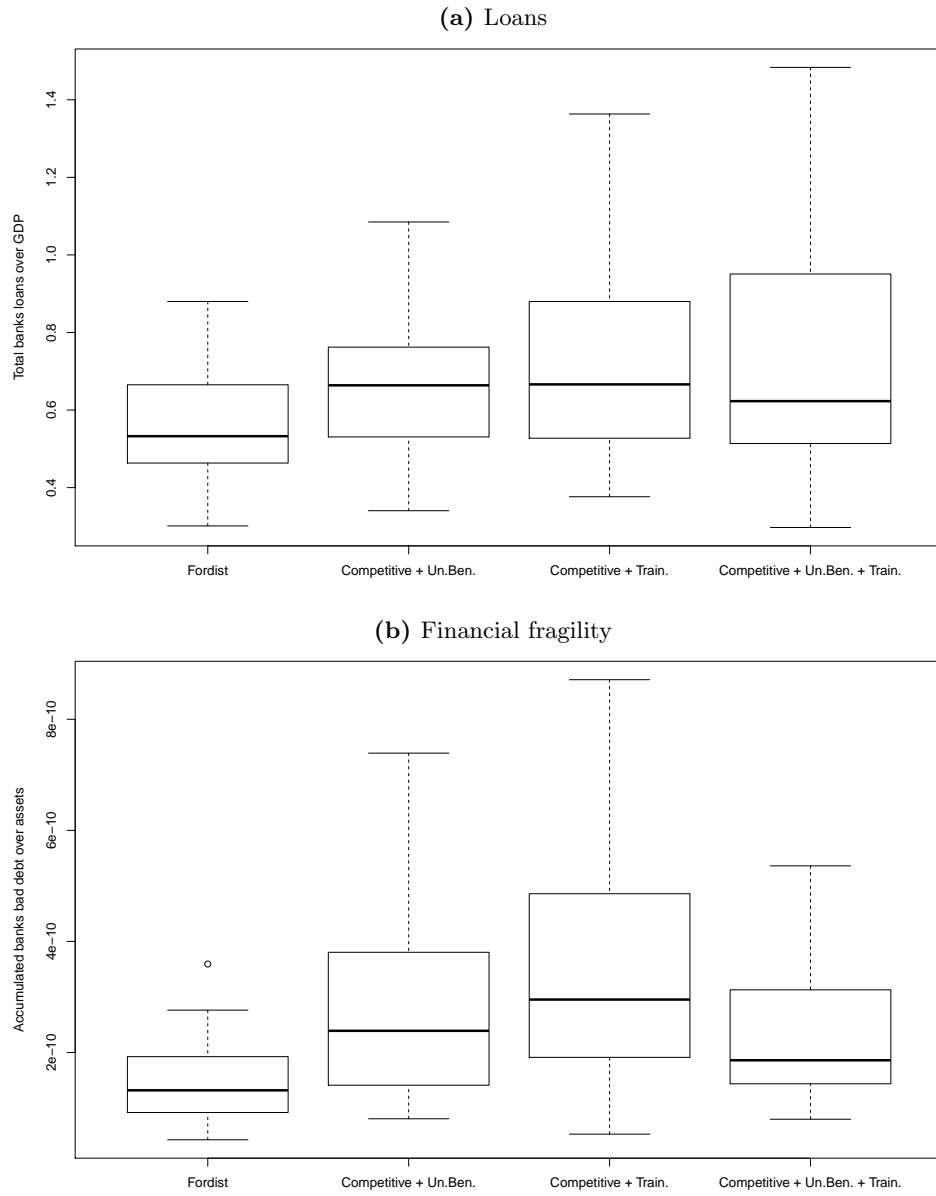 (a) Loans
Total banks loans over GDP
1.4
1.2
1.0
0.8
0.6
0.4
Fordist
Competitive + Un.Ben.
Competitive + Train.
Competitive + Un.Ben. + Train.
(b) Financial fragility
Accumulated banks bad debt over assets
8e-10
6e-10
4e-10
2e-10
Fordist
Competitive + Un.Ben.
Competitive + Train.
Competitive + Un.Ben. + Train.